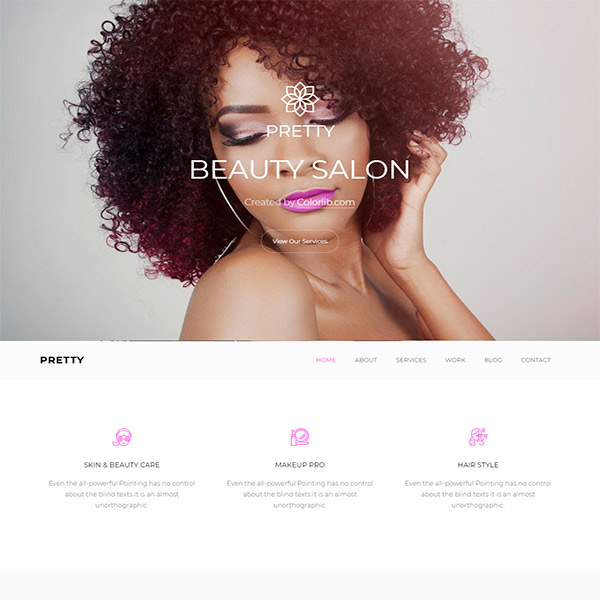 PRETTY
BEAUTY SALON
Created by Colorlib.com
View Our Services
PRETTY
HOME ABOUT SERVICES WORK BLOG CONTACT
SKIN & BEAUTY CARE
Even the all-powerful Pointing has no control
about the blind texts it is an almost
unorthographic.
MAKEUP PRO
Even the all-powerful Pointing has no control
about the blind texts it is an almost
unorthographic.
HAIR STYLE
Even the all-powerful Pointing has no control
about the blind texts it is an almost
unorthographic.